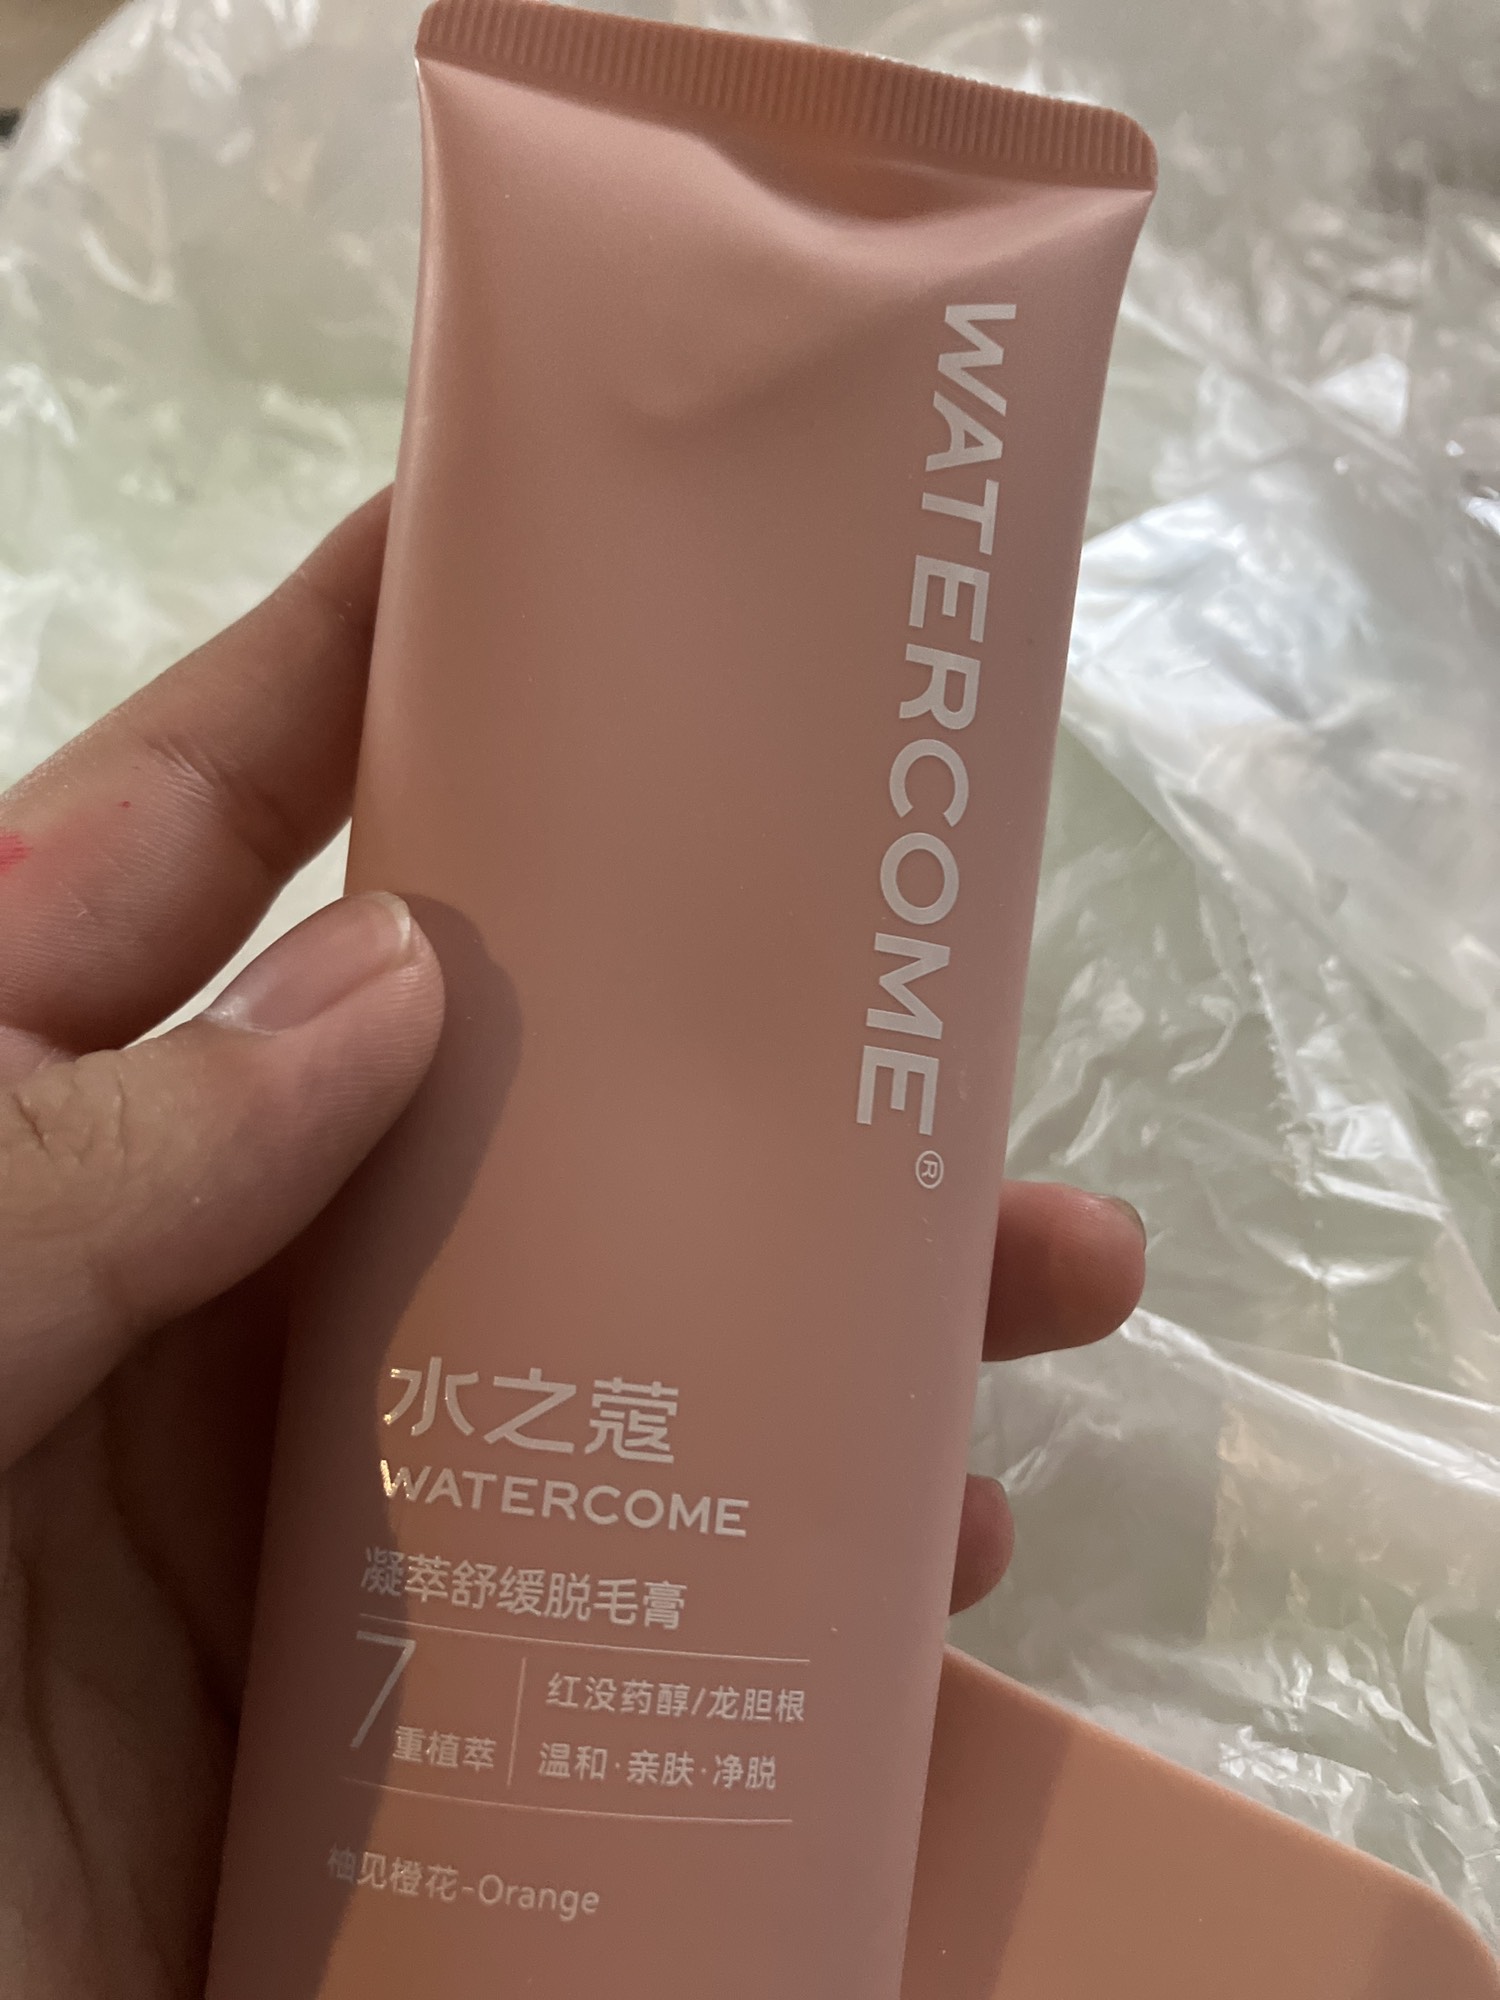 WATERCOME®
水之蔻
WATERCOME
凝萃舒缓脱毛膏
7重植萃
红没药醇/龙胆根
温和·亲肤·净脱
柚见橙花-Orange